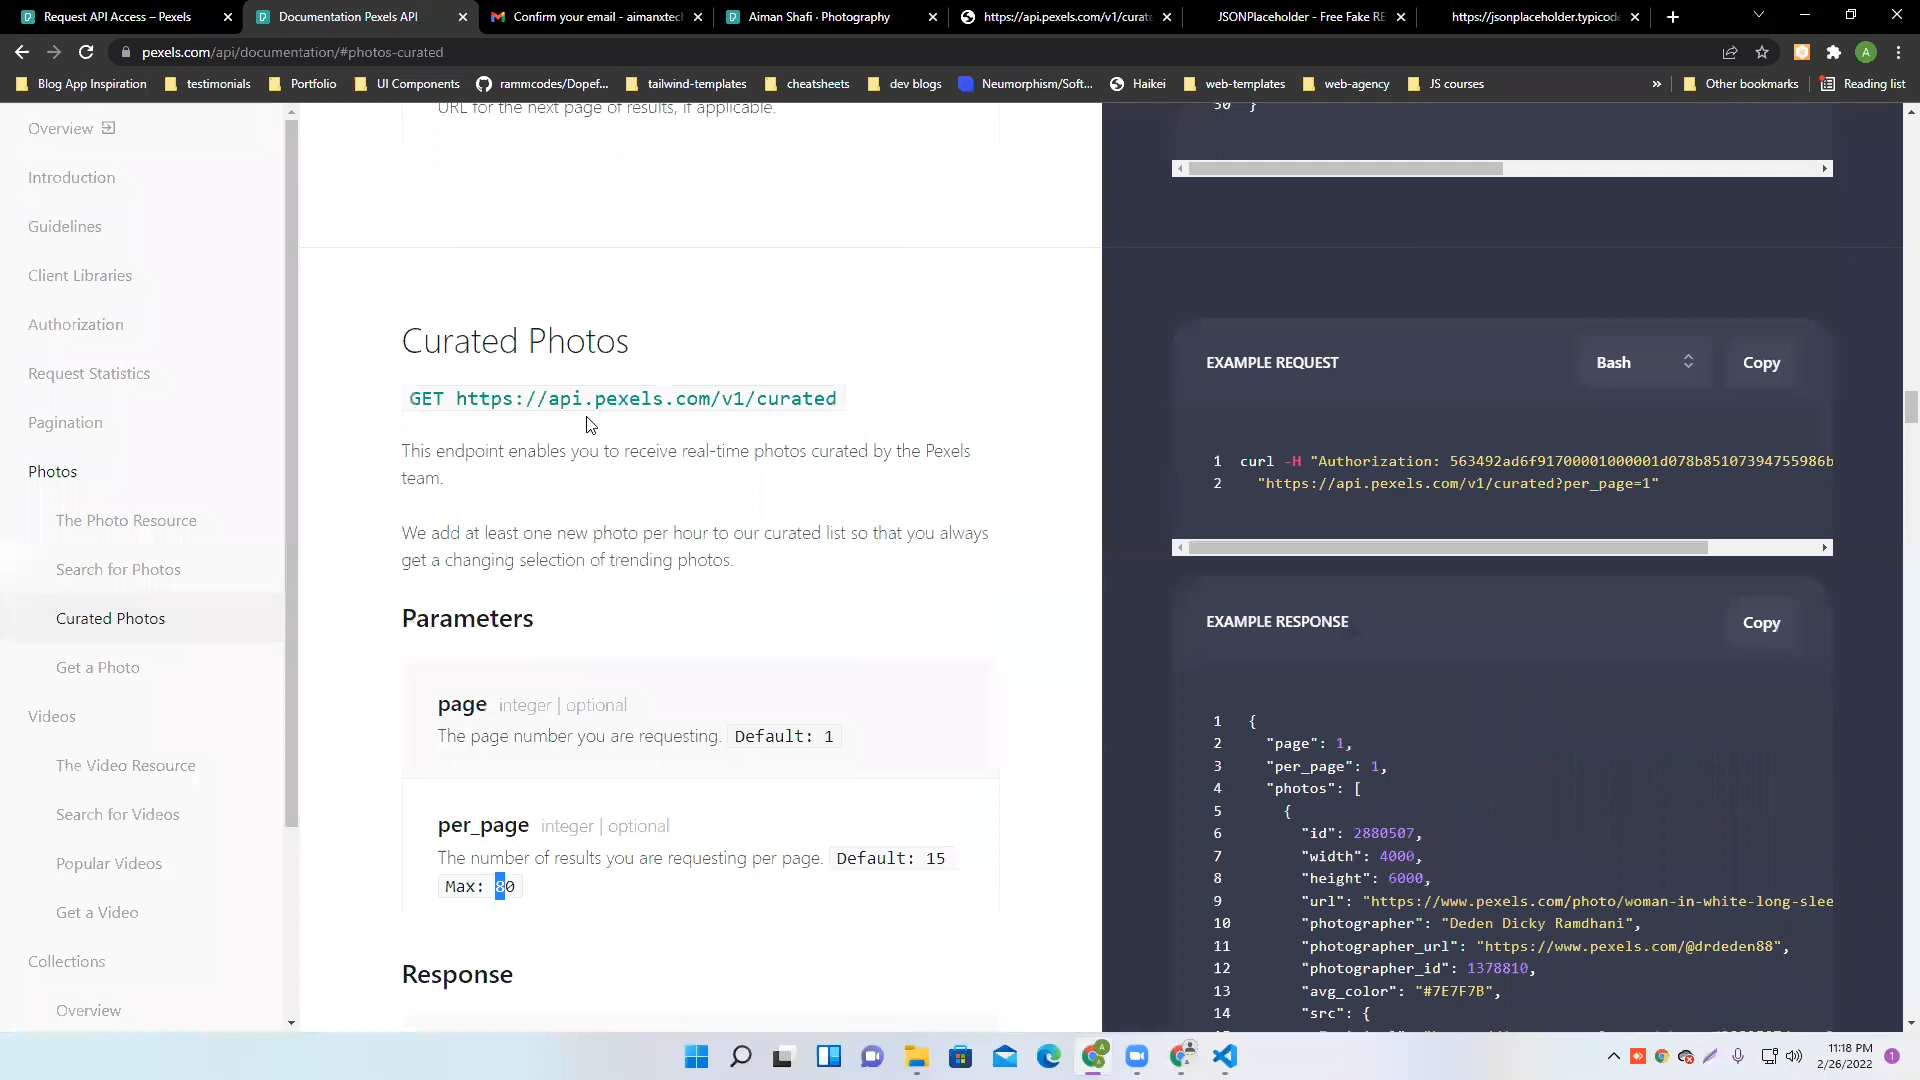 Request API Access – Pexels
Documentation Pexels API
Confirm your email - aimanxtec
Aiman Shafi · Photography
https://api.pexels.com/v1/curate
JSONPlaceholder - Free Fake RE
https://jsonplaceholder.typicode
pexels.com/api/documentation/#photos-curated
A
Blog App Inspiration
testimonials
Portfolio
UI Components
rammcodes/Dopef...
tailwind-templates
cheatsheets
dev blogs
Neumorphism/Soft...
Haikei
web-templates
web-agency
JS courses
»
Other bookmarks
Reading list
Overview
Introduction
Guidelines
Client Libraries
Authorization
Request Statistics
Pagination
Photos
The Photo Resource
Search for Photos
Curated Photos
Get a Photo
Videos
The Video Resource
Search for Videos
Popular Videos
Get a Video
Collections
Overview
URL for the next page of results, if applicable.
Curated Photos
GET https://api.pexels.com/v1/curated
This endpoint enables you to receive real-time photos curated by the Pexels
team.
We add at least one new photo per hour to our curated list so that you always
get a changing selection of trending photos.
Parameters
page integer | optional
The page number you are requesting. Default: 1
per_page integer | optional
The number of results you are requesting per page. Default: 15
Max: 80
Response
30 }
EXAMPLE REQUEST
Bash
Copy
1 curl -H "Authorization: 563492ad6f91700001000001d078b85107394755986b
2 "https://api.pexels.com/v1/curated?per_page=1"
EXAMPLE RESPONSE
Copy
1 {
2 "page": 1,
3 "per_page": 1,
4 "photos": [
5 {
6 "id": 2880507,
7 "width": 4000,
8 "height": 6000,
9 "url": "https://www.pexels.com/photo/woman-in-white-long-slee
10 "photographer": "Deden Dicky Ramdhani",
11 "photographer_url": "https://www.pexels.com/@drdeden88",
12 "photographer_id": 1378810,
13 "avg_color": "#7E7F7B",
14 "src": {
11:18 PM
2/26/2022
1